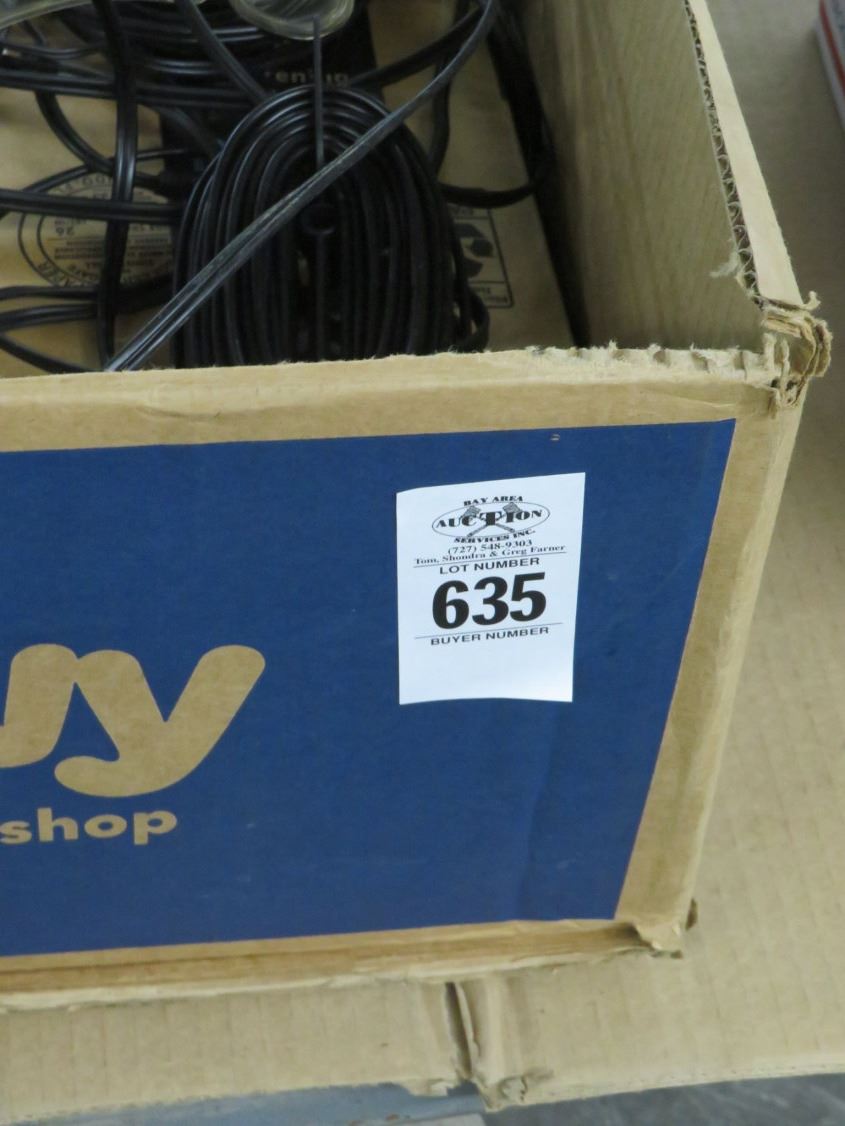 BAY AREA
AUCTION
SERVICES INC.
(727) 548-9303
Tom, Shondra & Greg Farner
LOT NUMBER
635
BUYER NUMBER
uy
shop